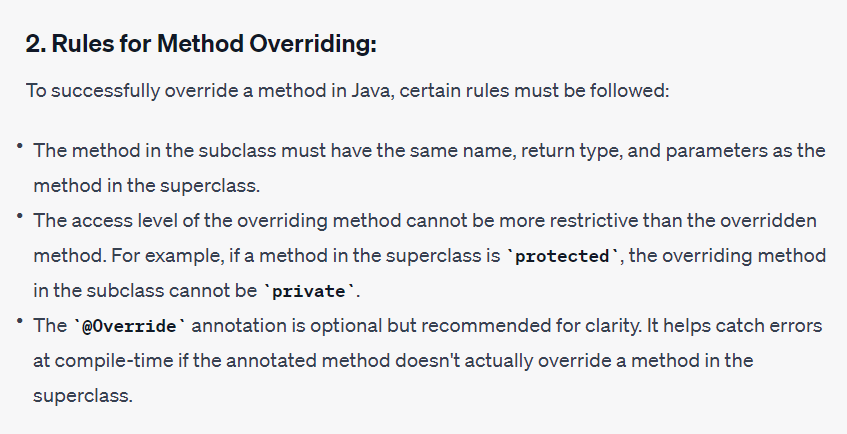 2. Rules for Method Overriding:
To successfully override a method in Java, certain rules must be followed:
• The method in the subclass must have the same name, return type, and parameters as the
method in the superclass.
• The access level of the overriding method cannot be more restrictive than the overridden
method. For example, if a method in the superclass is `protected`, the overriding method
in the subclass cannot be `private`.
• The `@Override` annotation is optional but recommended for clarity. It helps catch errors
at compile-time if the annotated method doesn't actually override a method in the
superclass.